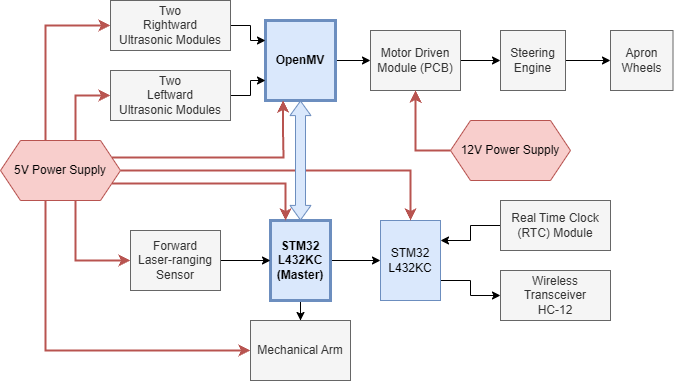 Two
Rightward
Ultrasonic Modules
OpenMV
Motor Driven
Module (PCB)
Steering
Engine
Apron
Wheels
Two
Leftward
Ultrasonic Modules
5V Power Supply
12V Power Supply
Forward
Laser-ranging
Sensor
STM32
L432KC
(Master)
STM32
L432KC
Real Time Clock
(RTC) Module
Wireless
Transceiver
HC-12
Mechanical Arm